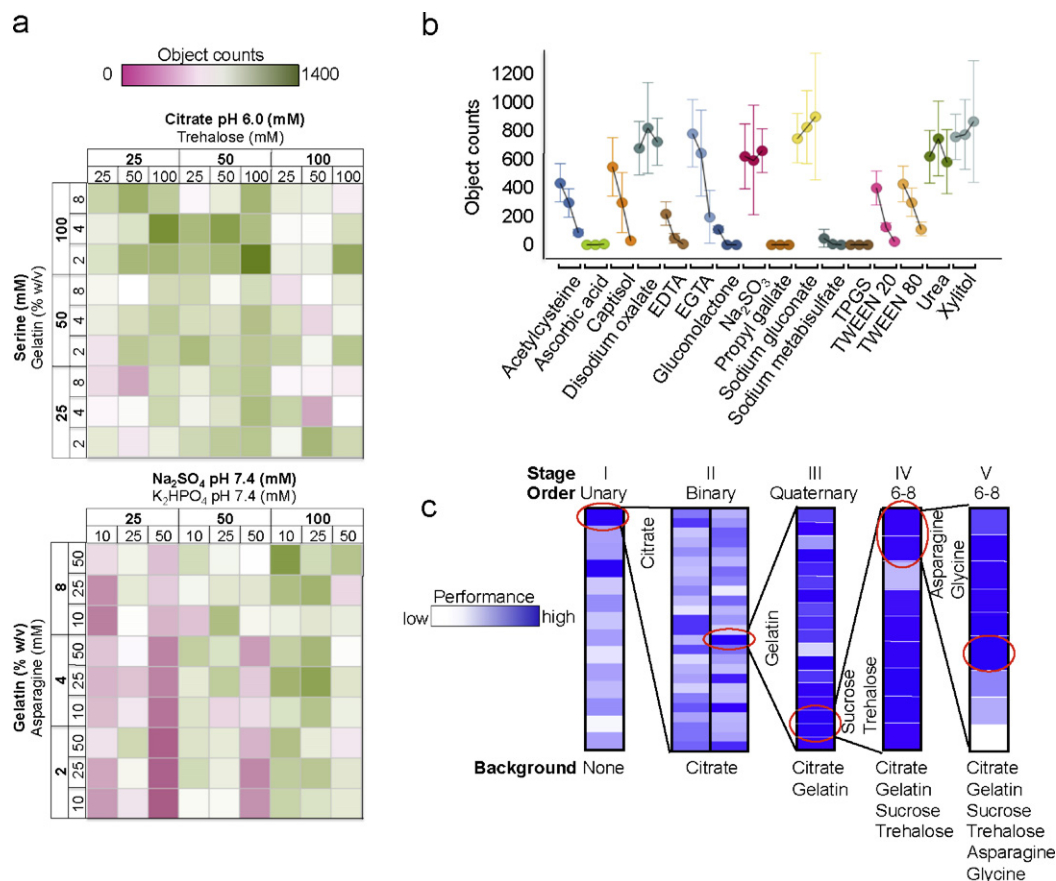 a
Object counts
0 1400
Citrate pH 6.0 (mM)
Trehalose (mM)
25 50 100
25 50 100 25 50 100 25 50 100
Serine (mM)
Gelatin (% w/v)
100 8 4 2
50 8 4 2
25 8 4 2
Na₂SO₄ pH 7.4 (mM)
K₂HPO₄ pH 7.4 (mM)
25 50 100
10 25 50 10 25 50 10 25 50
Gelatin (% w/v)
Asparagine (mM)
8 50 25 10
4 50 25 10
2 50 25 10
b
Object counts
1200
1000
800
600
400
200
0
Acetylcysteine
Ascorbic acid
Captisol
Disodium oxalate
EDTA
EGTA
Gluconolactone
Na₂SO₃
Propyl gallate
Sodium gluconate
Sodium metabisulfate
TPGS
TWEEN 20
TWEEN 80
Urea
Xylitol
c
Stage I II III IV V
Order Unary Binary Quaternary 6-8 6-8
Performance
low high
Citrate
Gelatin
Sucrose
Trehalose
Asparagine
Glycine
Background
None
Citrate
Citrate
Gelatin
Citrate
Gelatin
Sucrose
Trehalose
Citrate
Gelatin
Sucrose
Trehalose
Asparagine
Glycine